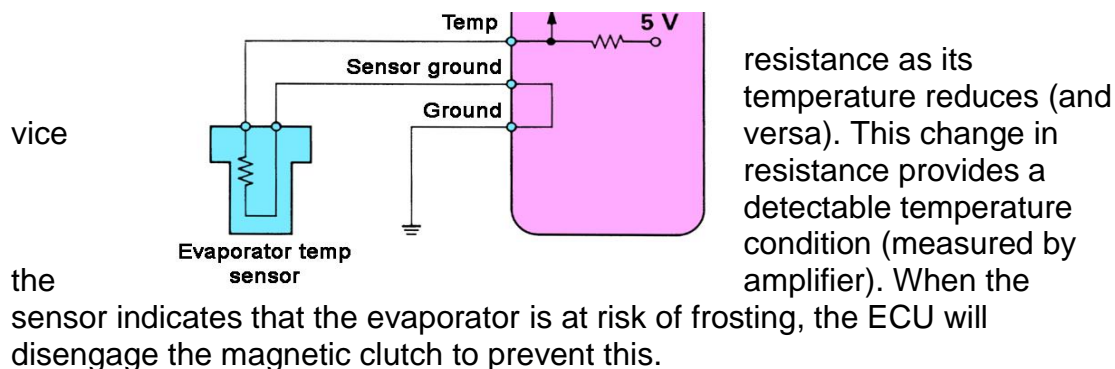 Temp
5 V
Sensor ground
Ground
Evaporator temp
sensor
resistance as its
temperature reduces (and
vice versa). This change in
resistance provides a
detectable temperature
condition (measured by
the amplifier). When the
sensor indicates that the evaporator is at risk of frosting, the ECU will
disengage the magnetic clutch to prevent this.